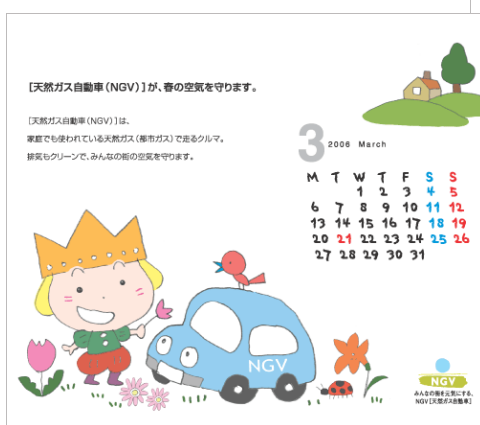 [天然ガス自動車(NGV)]が、春の空気を守ります。
[天然ガス自動車(NGV)]は、
家庭でも使われている天然ガス(都市ガス)で走るクルマ。
排気もクリーンで、みんなの街の空気を守ります。
3 2006 March
M T W T F S S
1 2 3 4 5
6 7 8 9 10 11 12
13 14 15 16 17 18 19
20 21 22 23 24 25 26
27 28 29 30 31
NGV
NGV
みんなの街を元気にする。
NGV[天然ガス自動車]